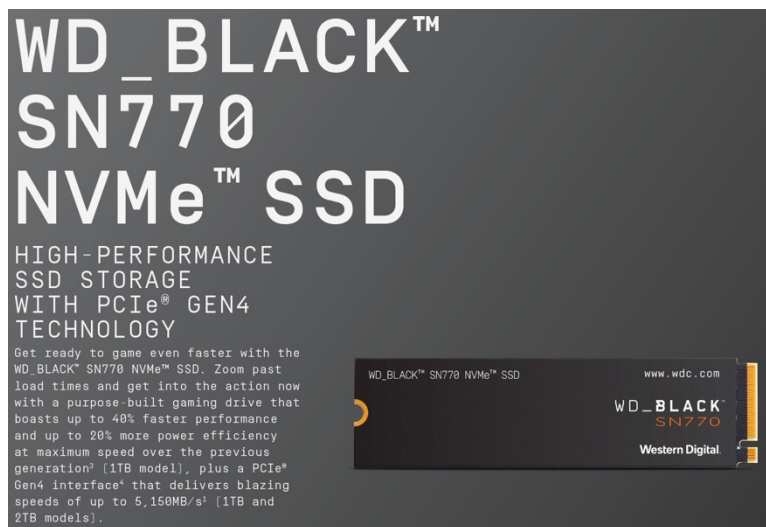 WD_BLACK™
SN770
NVMe™ SSD
HIGH-PERFORMANCE
SSD STORAGE
WITH PCIe® GEN4
TECHNOLOGY
Get ready to game even faster with the
WD_BLACK™ SN770 NVMe™ SSD. Zoom past
load times and get into the action now
with a purpose-built gaming drive that
boasts up to 40% faster performance
and up to 20% more power efficiency
at maximum speed over the previous
generation³ [1TB model], plus a PCIe®
Gen4 interface⁴ that delivers blazing
speeds of up to 5,150MB/s¹ [1TB and
2TB models].
WD_BLACK™ SN770 NVMe™ SSD
www.wdc.com
WD_BLACK™
SN770
Western Digital.